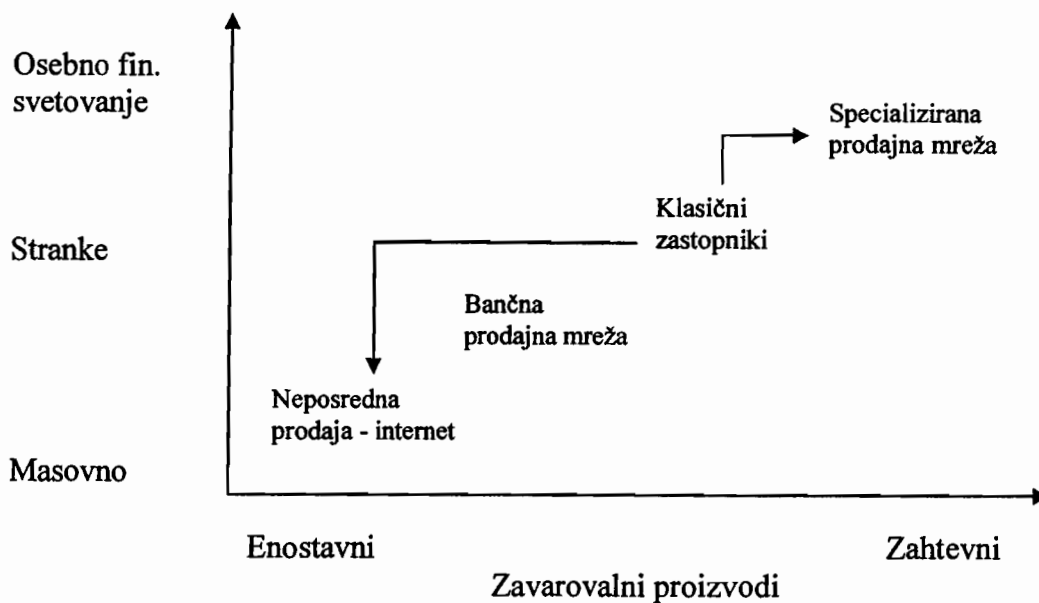 Osebno fin.
svetovanje
Specializirana
prodajna mreža
Klasični
zastopniki
Stranke
Bančna
prodajna mreža
Neposredna
prodaja - internet
Masovno
Enostavni
Zahtevni
Zavarovalni proizvodi